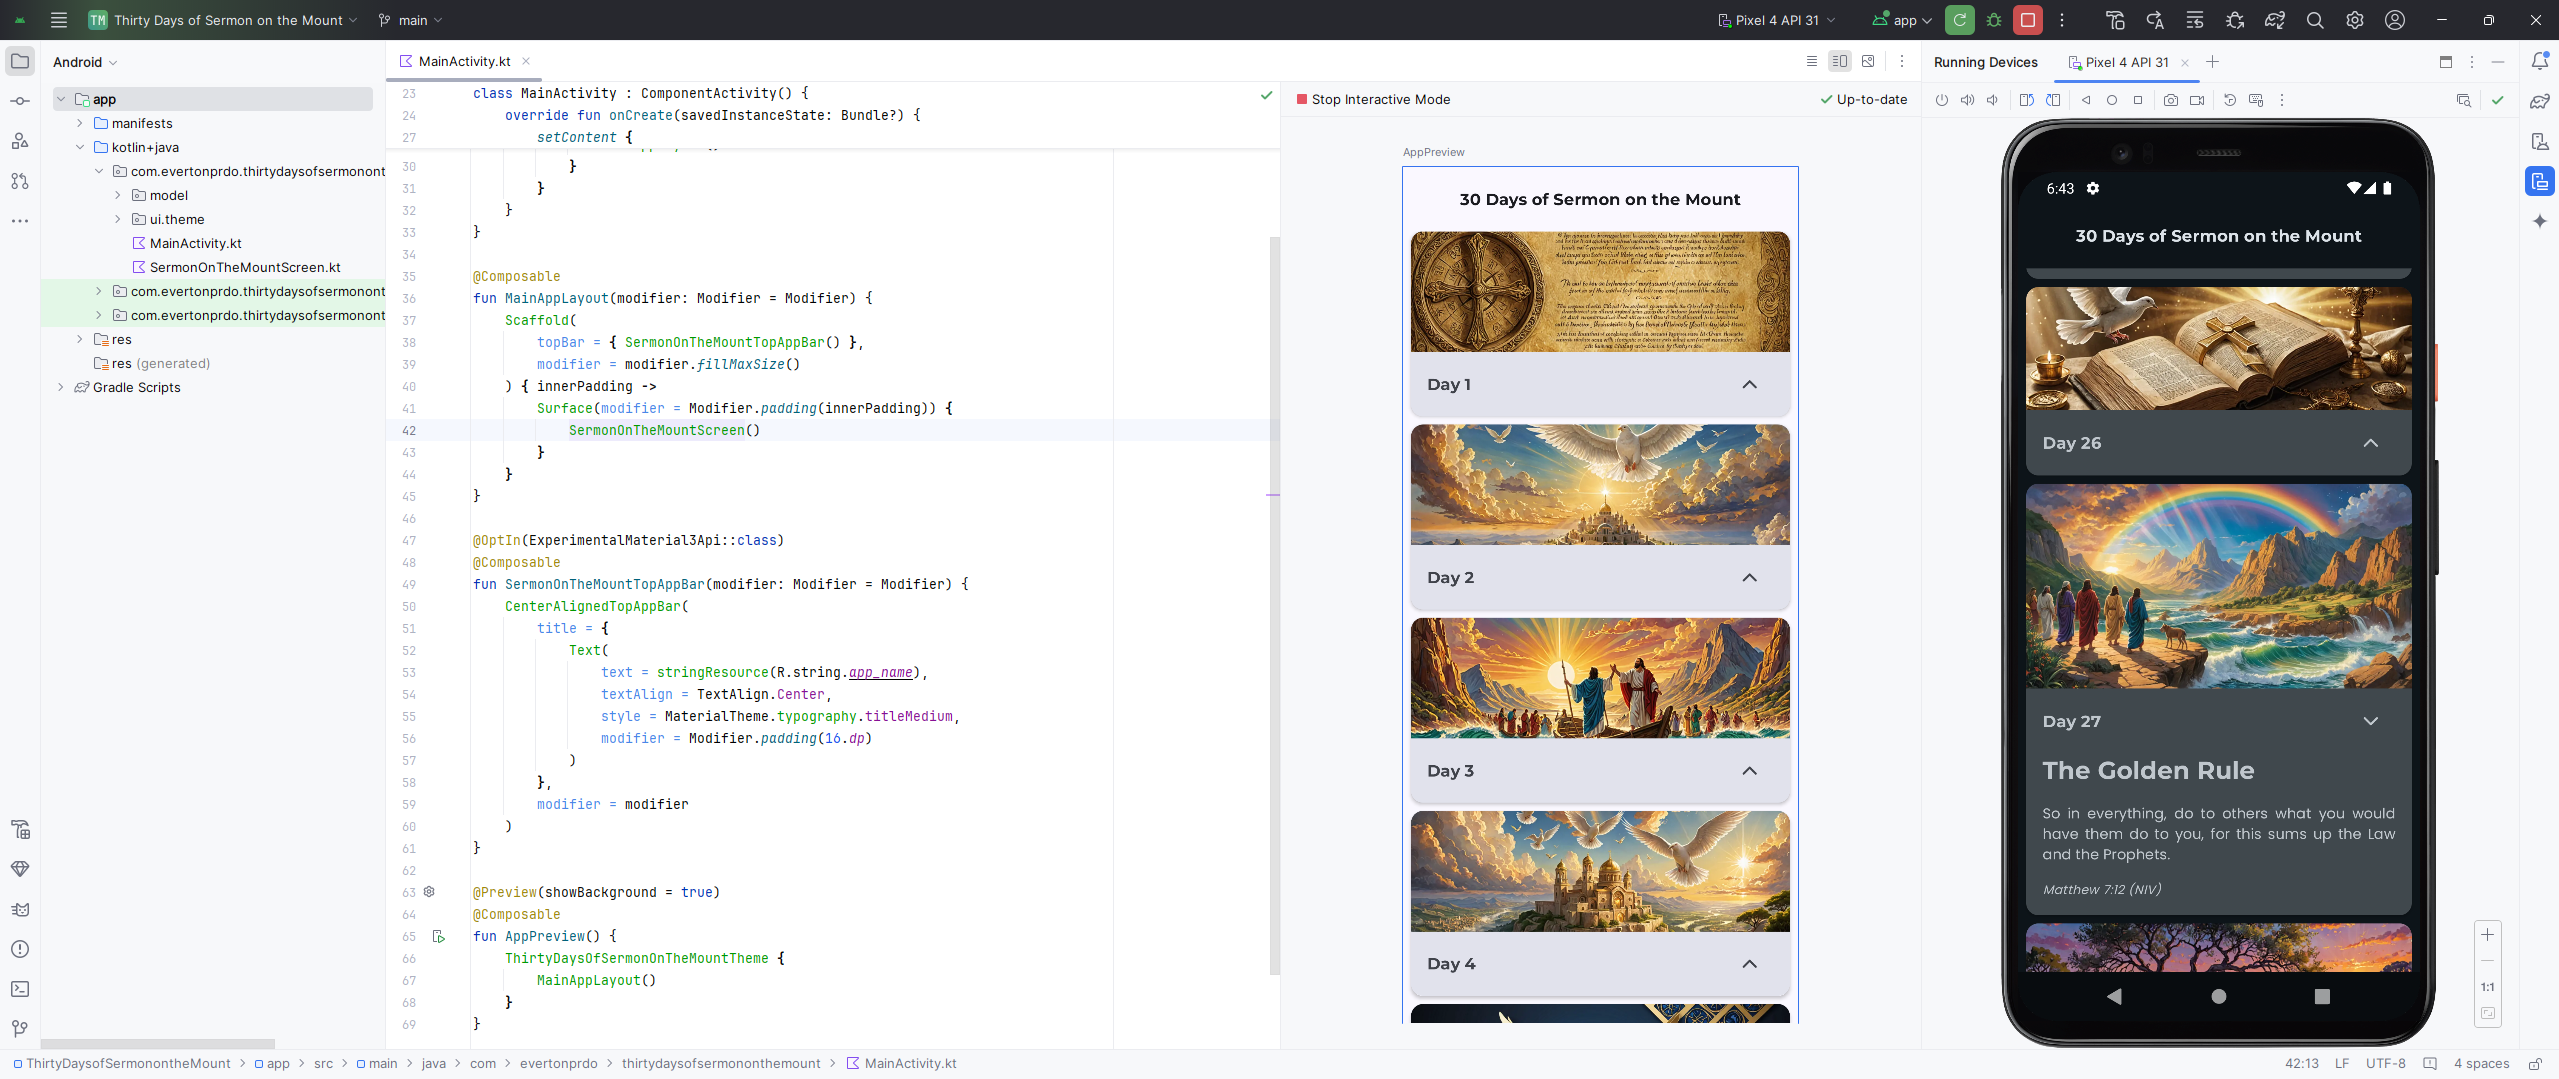 TM Thirty Days of Sermon on the Mount main Pixel 4 API 31 app
Android
app
manifests
kotlin+java
com.evertonprdo.thirtydaysofsermonont
model
ui.theme
MainActivity.kt
SermonOnTheMountScreen.kt
com.evertonprdo.thirtydaysofsermonont
com.evertonprdo.thirtydaysofsermonont
res
res (generated)
Gradle Scripts
MainActivity.kt
23 class MainActivity : ComponentActivity() {
24 override fun onCreate(savedInstanceState: Bundle?) {
27 setContent {
30 }
31 }
32 }
33 }
34
35 @Composable
36 fun MainAppLayout(modifier: Modifier = Modifier) {
37 Scaffold(
38 topBar = { SermonOnTheMountTopAppBar() },
39 modifier = modifier.fillMaxSize()
40 ) { innerPadding ->
41 Surface(modifier = Modifier.padding(innerPadding)) {
42 SermonOnTheMountScreen()
43 }
44 }
45 }
46
47 @OptIn(ExperimentalMaterial3Api::class)
48 @Composable
49 fun SermonOnTheMountTopAppBar(modifier: Modifier = Modifier) {
50 CenterAlignedTopAppBar(
51 title = {
52 Text(
53 text = stringResource(R.string.app_name),
54 textAlign = TextAlign.Center,
55 style = MaterialTheme.typography.titleMedium,
56 modifier = Modifier.padding(16.dp)
57 )
58 },
59 modifier = modifier
60 )
61 }
62
63 @Preview(showBackground = true)
64 @Composable
65 fun AppPreview() {
66 ThirtyDaysOfSermonOnTheMountTheme {
67 MainAppLayout()
68 }
69 }
Stop Interactive Mode Up-to-date
AppPreview
30 Days of Sermon on the Mount
Day 1
Day 2
Day 3
Day 4
Running Devices Pixel 4 API 31
6:43
30 Days of Sermon on the Mount
Day 26
Day 27
The Golden Rule
So in everything, do to others what you would
have them do to you, for this sums up the Law
and the Prophets.
Matthew 7:12 (NIV)
1:1
ThirtyDaysofSermonontheMount app src main java com evertonprdo thirtydaysofsermononthemount MainActivity.kt
42:13 LF UTF-8 4 spaces